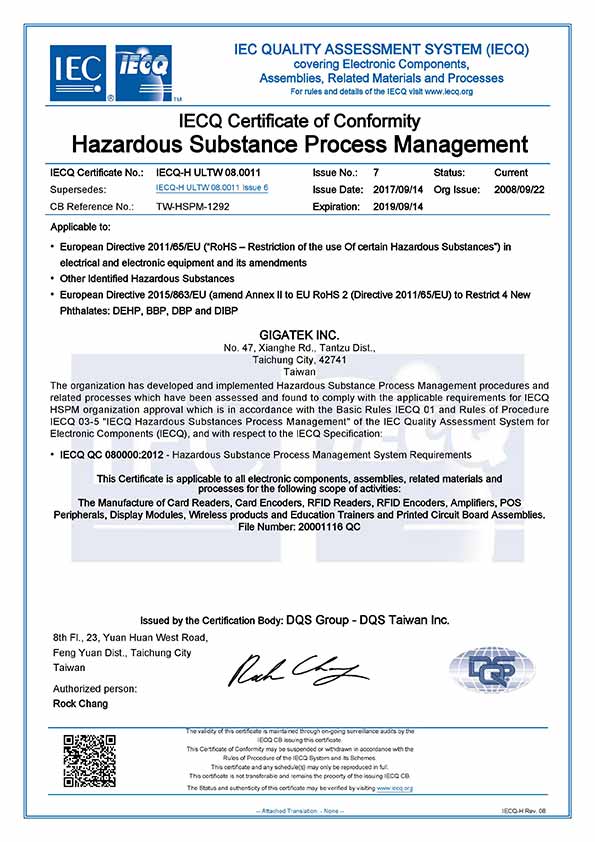 IEC
IECQ
®
TM
IEC QUALITY ASSESSMENT SYSTEM (IECQ)
covering Electronic Components,
Assemblies, Related Materials and Processes
For rules and details of the IECQ visit www.iecq.org
IECQ Certificate of Conformity
Hazardous Substance Process Management
IECQ Certificate No.: IECQ-H ULTW 08.0011 Issue No.: 7 Status: Current
Supersedes: IECQ-H ULTW 08.0011 Issue 6 Issue Date: 2017/09/14 Org Issue: 2008/09/22
CB Reference No.: TW-HSPM-1292 Expiration: 2019/09/14
Applicable to:
• European Directive 2011/65/EU ("RoHS – Restriction of the use Of certain Hazardous Substances") in
electrical and electronic equipment and its amendments
• Other Identified Hazardous Substances
• European Directive 2015/863/EU (amend Annex II to EU RoHS 2 (Directive 2011/65/EU) to Restrict 4 New
Phthalates: DEHP, BBP, DBP and DIBP
GIGATEK INC.
No. 47, Xianghe Rd., Tantzu Dist.,
Taichung City, 42741
Taiwan
The organization has developed and implemented Hazardous Substance Process Management procedures and
related processes which have been assessed and found to comply with the applicable requirements for IECQ
HSPM organization approval which is in accordance with the Basic Rules IECQ 01 and Rules of Procedure
IECQ 03-5 "IECQ Hazardous Substances Process Management" of the IEC Quality Assessment System for
Electronic Components (IECQ), and with respect to the IECQ Specification:
• IECQ QC 080000:2012 - Hazardous Substance Process Management System Requirements
This Certificate is applicable to all electronic components, assemblies, related materials and
processes for the following scope of activities:
The Manufacture of Card Readers, Card Encoders, RFID Readers, RFID Encoders, Amplifiers, POS
Peripherals, Display Modules, Wireless products and Education Trainers and Printed Circuit Board Assemblies.
File Number: 20001116 QC
Issued by the Certification Body: DQS Group - DQS Taiwan Inc.
8th Fl., 23, Yuan Huan West Road,
Feng Yuan Dist., Taichung City
Taiwan
Authorized person:
Rock Chang
Rock Chang
DQS
The validity of this certificate is maintained through on-going surveillance audits by the
IECQ CB issuing this certificate.
This Certificate of Conformity may be suspended or withdrawn in accordance with the
Rules of Procedure of the IECQ System and its Schemes.
This certificate and any schedule(s) may only be reproduced in full.
This certificate is not transferable and remains the property of the issuing IECQ CB.
The Status and authenticity of this certificate may be verified by visiting www.iecq.org
-- Attached Translation - None --
IECQ-H Rev. 08